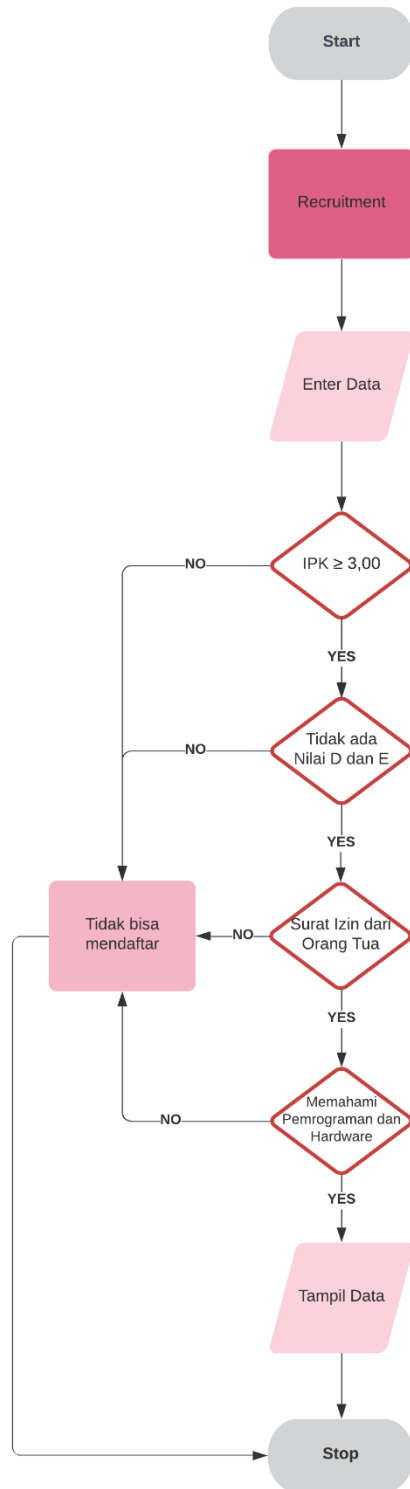 Start
Recruitment
Enter Data
IPK ≥ 3,00
NO
YES
Tidak ada
Nilai D dan E
NO
YES
Surat Izin dari
Orang Tua
NO
Tidak bisa
mendaftar
YES
Memahami
Pemrograman dan
Hardware
NO
YES
Tampil Data
Stop